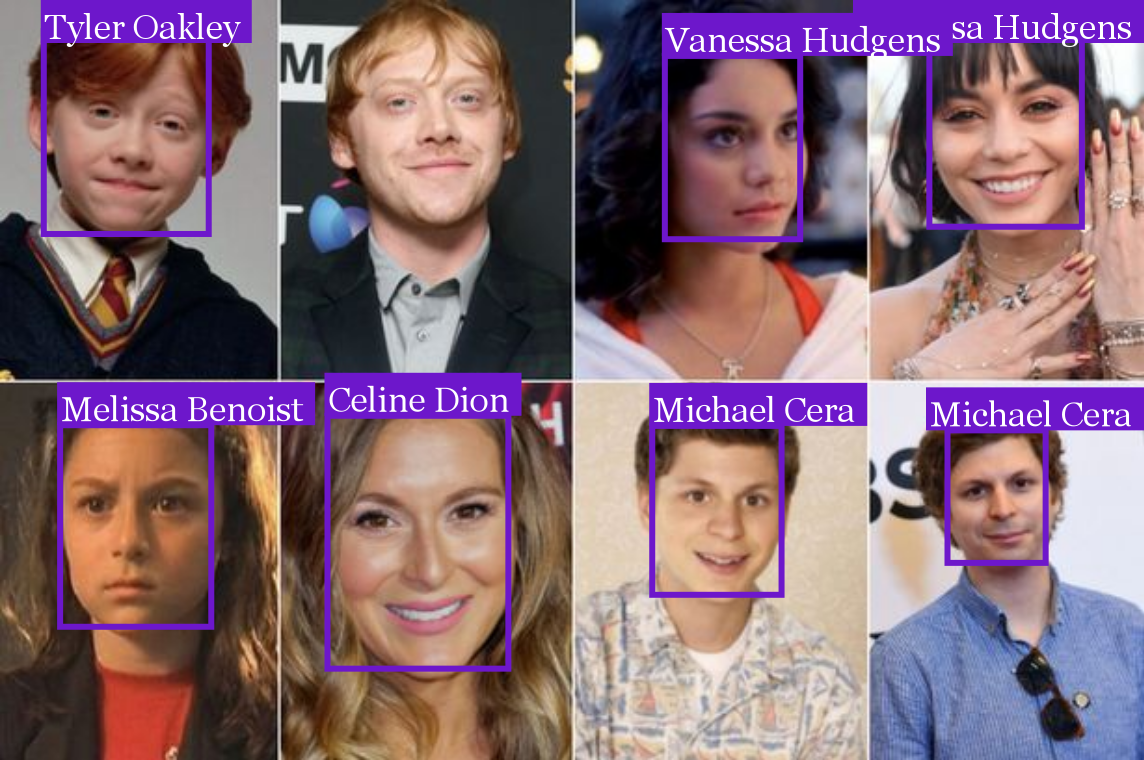 Tyler Oakley
Vanessa Hudgens
sa Hudgens
Melissa Benoist
Celine Dion
Michael Cera
Michael Cera